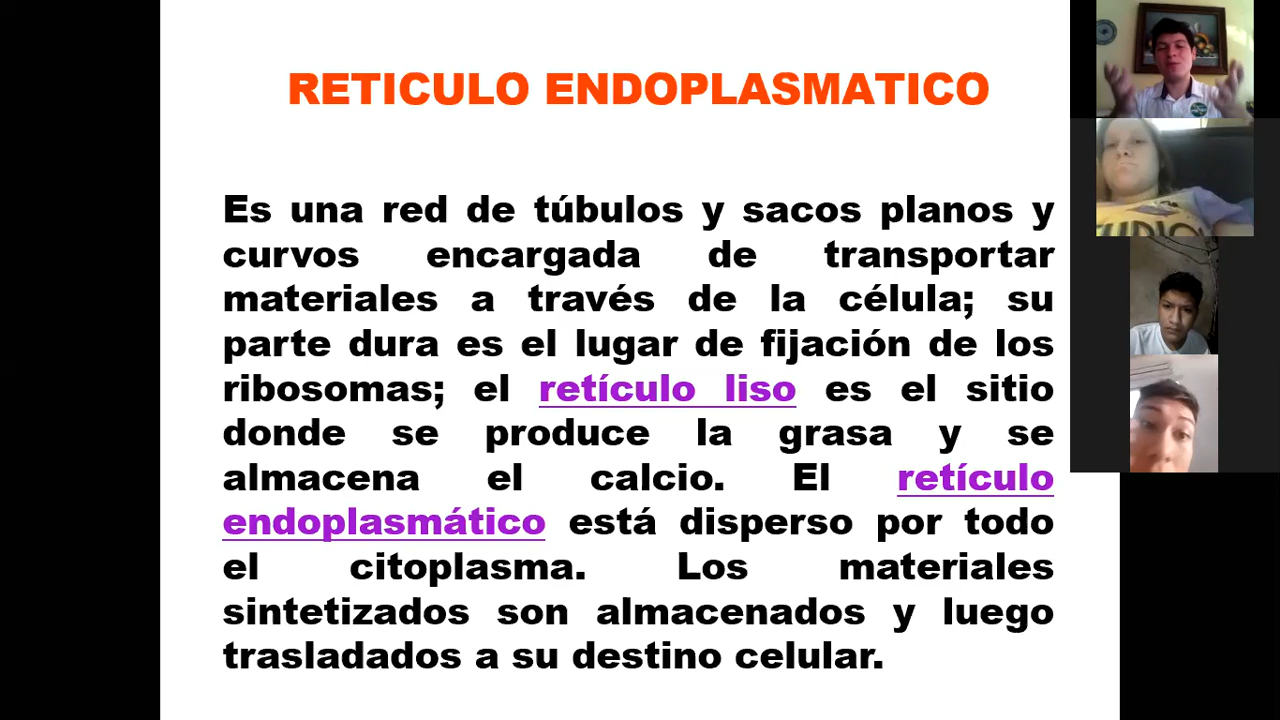 RETICULO ENDOPLASMATICO
Es una red de túbulos y sacos planos y
curvos encargada de transportar
materiales a través de la célula; su
parte dura es el lugar de fijación de los
ribosomas; el retículo liso es el sitio
donde se produce la grasa y se
almacena el calcio. El retículo
endoplasmático está disperso por todo
el citoplasma. Los materiales
sintetizados son almacenados y luego
trasladados a su destino celular.